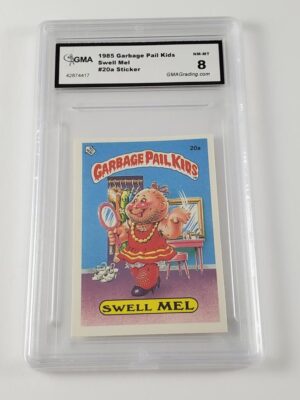 GMA
42874417
1985 Garbage Pail Kids
Swell Mel
#20a Sticker
NM-MT
8
GMAGrading.com
20a
GARBAGE PAIL KIDS
SWELL MEL